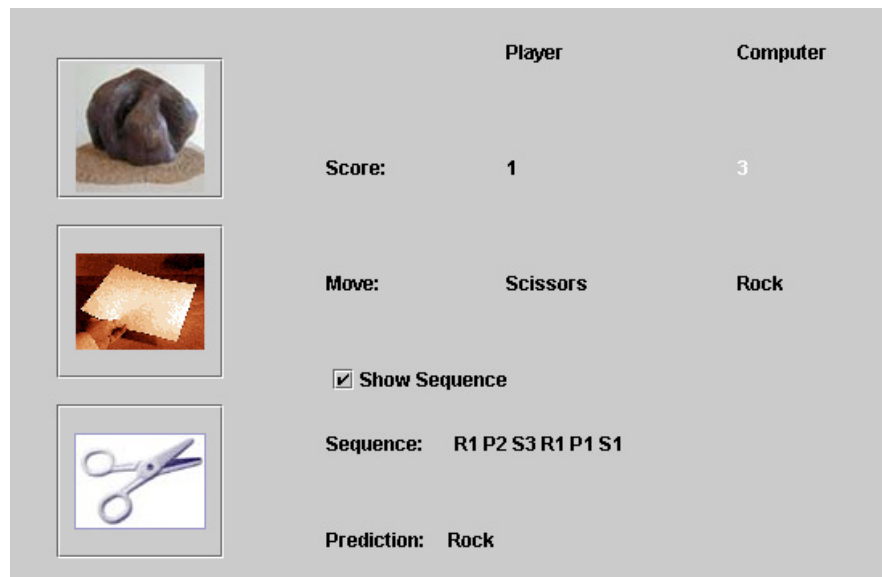 Player Computer
Score: 1 3
Move: Scissors Rock
Show Sequence
Sequence: R1 P2 S3 R1 P1 S1
Prediction: Rock